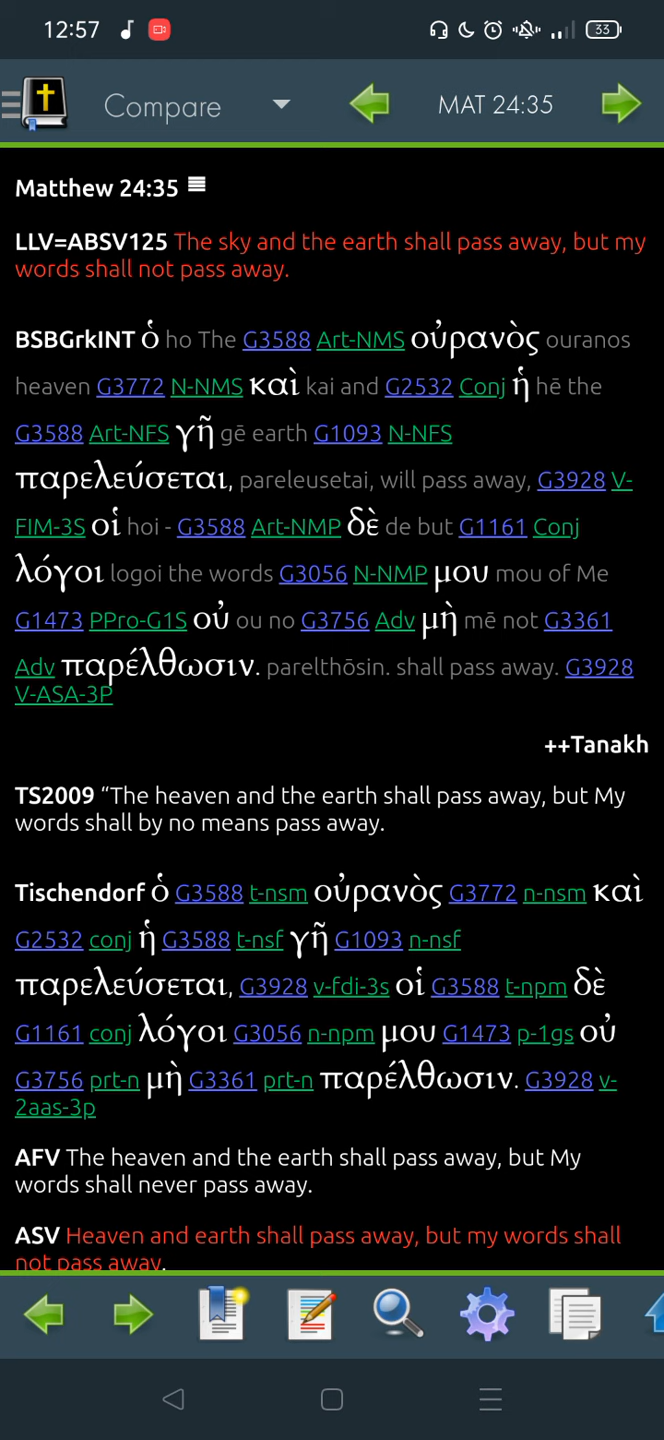 12:57
33
Compare
MAT 24:35
Matthew 24:35
LLV=ABSV125 The sky and the earth shall pass away, but my
words shall not pass away.
BSBGrkINT ὁ ho The G3588 Art-NMS οὐρανὸς ouranos
heaven G3772 N-NMS καὶ kai and G2532 Conj ἡ hē the
G3588 Art-NFS γῆ gē earth G1093 N-NFS
παρελεύσεται, pareleusetai, will pass away, G3928 V-
FIM-3S οἱ hoi - G3588 Art-NMP δὲ de but G1161 Conj
λόγοι logoi the words G3056 N-NMP μου mou of Me
G1473 PPro-G1S οὐ ou no G3756 Adv μὴ mē not G3361
Adv παρέλθωσιν. parelthōsin. shall pass away. G3928
V-ASA-3P
++Tanakh
TS2009 “The heaven and the earth shall pass away, but My
words shall by no means pass away.
Tischendorf ὁ G3588 t-nsm οὐρανὸς G3772 n-nsm καὶ
G2532 conj ἡ G3588 t-nsf γῆ G1093 n-nsf
παρελεύσεται, G3928 v-fdi-3s οἱ G3588 t-npm δὲ
G1161 conj λόγοι G3056 n-npm μου G1473 p-1gs οὐ
G3756 prt-n μὴ G3361 prt-n παρέλθωσιν. G3928 v-
2aas-3p
AFV The heaven and the earth shall pass away, but My
words shall never pass away.
ASV Heaven and earth shall pass away, but my words shall
not pass away.